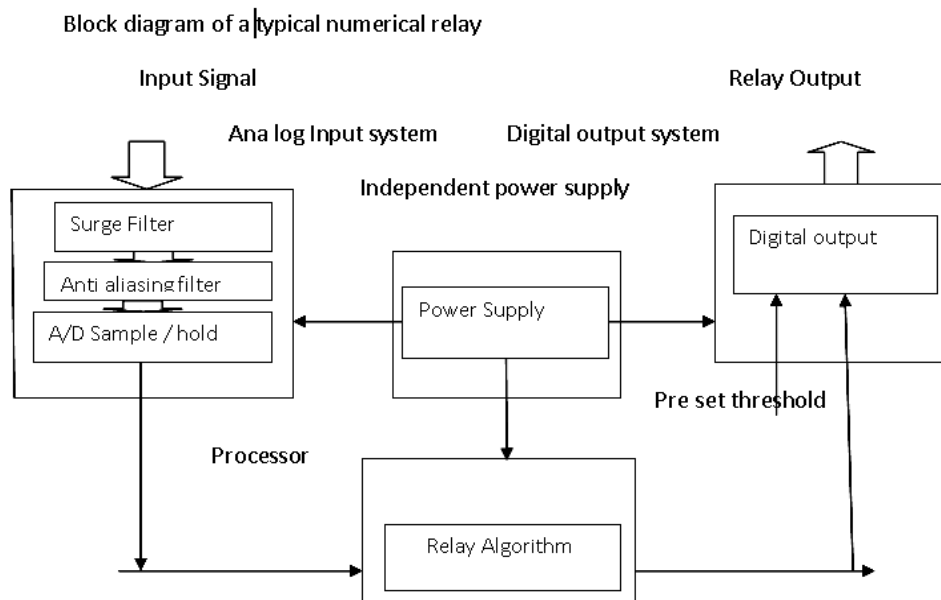 Block diagram of a typical numerical relay
Input Signal
Relay Output
Ana log Input system
Digital output system
Independent power supply
Surge Filter
Digital output
Anti aliasing filter
Power Supply
A/D Sample / hold
Pre set threshold
Processor
Relay Algorithm